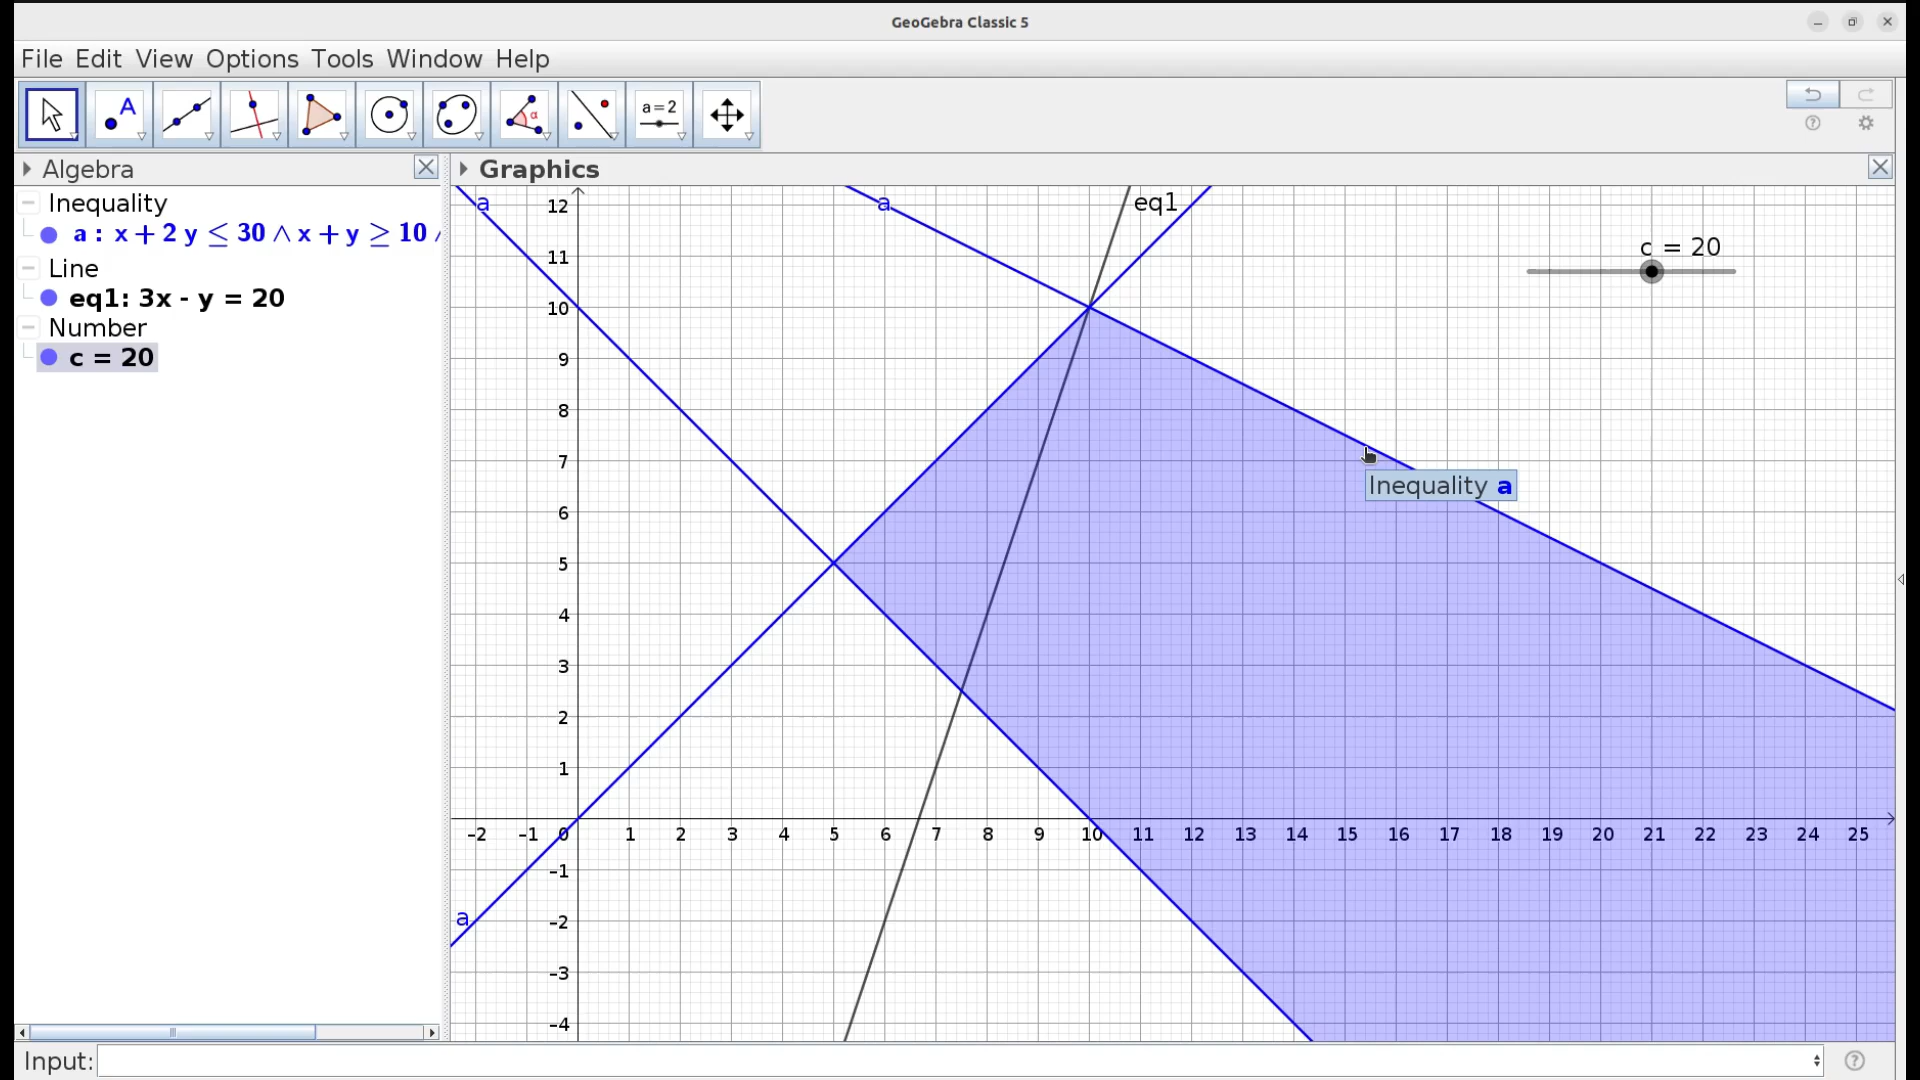 GeoGebra Classic 5
File Edit View Options Tools Window Help
A
α
a=2
Algebra
Graphics
Inequality
a : x + 2 y ≤ 30 ∧ x + y ≥ 10
Line
eq1: 3x - y = 20
Number
c = 20
a
a
eq1
c = 20
12
11
10
9
8
7
6
5
4
3
2
1
Inequality a
-2 -1 0 1 2 3 4 5 6 7 8 9 10 11 12 13 14 15 16 17 18 19 20 21 22 23 24 25
-1
a
-2
-3
-4
Input: